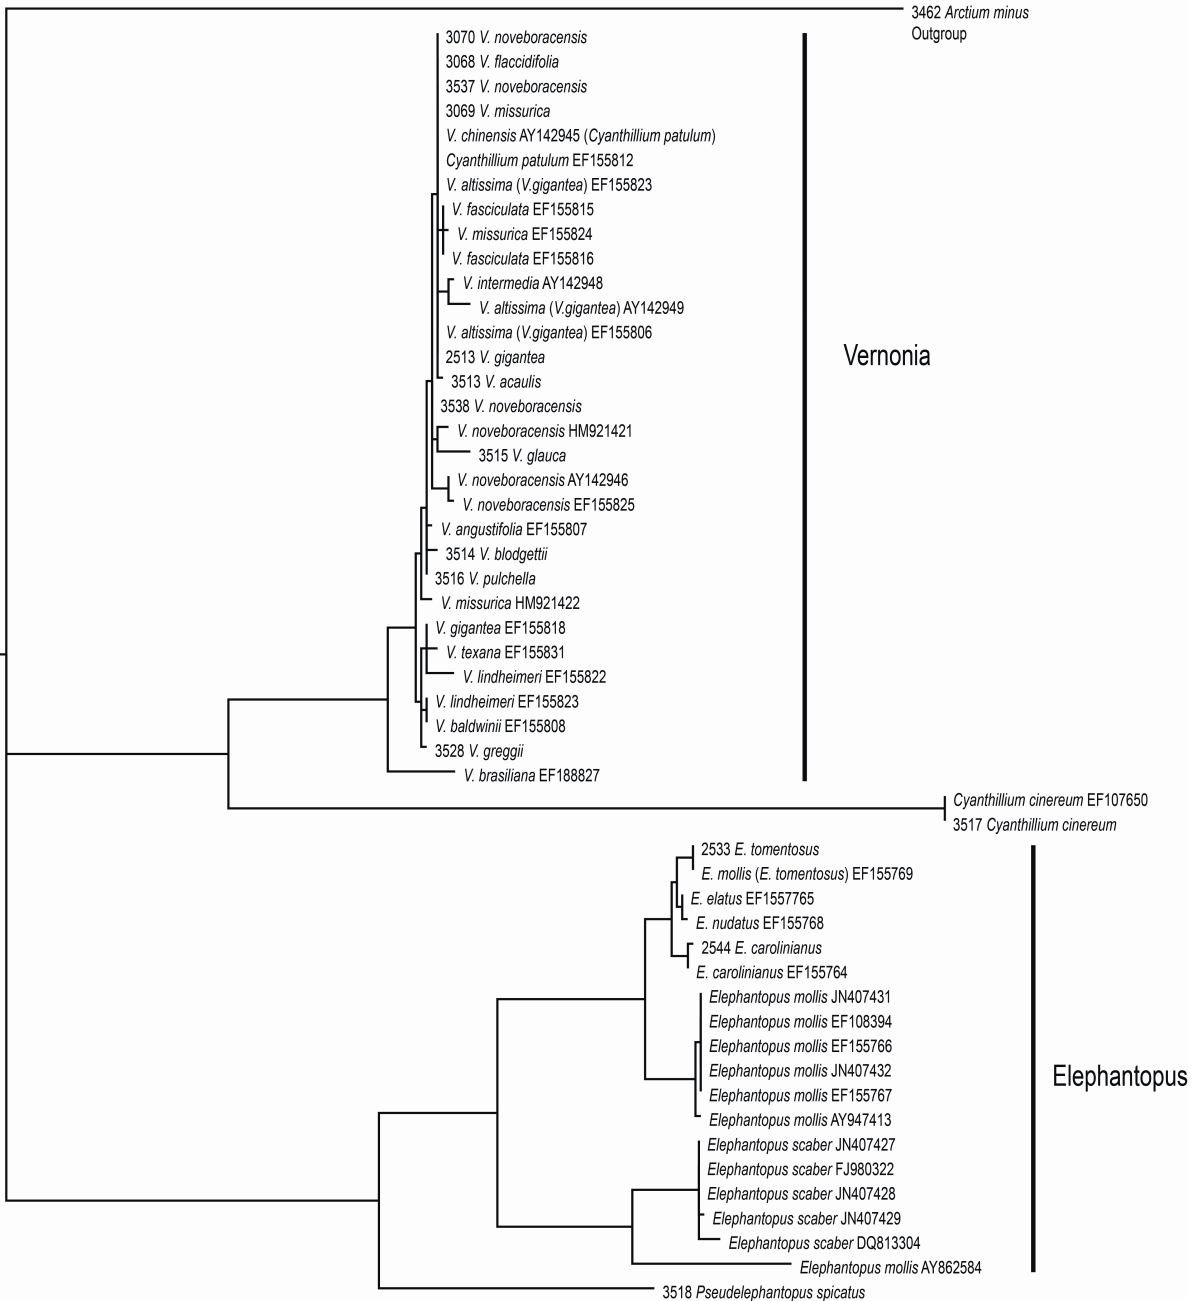 3462 Arctium minus
Outgroup
3070 V. noveboracensis
3068 V. flaccidifolia
3537 V. noveboracensis
3069 V. missurica
V. chinensis AY142945 (Cyanthillium patulum)
Cyanthillium patulum EF155812
V. altissima (V.gigantea) EF155823
V. fasciculata EF155815
V. missurica EF155824
V. fasciculata EF155816
V. intermedia AY142948
V. altissima (V.gigantea) AY142949
V. altissima (V.gigantea) EF155806
2513 V. gigantea
Vernonia
3513 V. acaulis
3538 V. noveboracensis
V. noveboracensis HM921421
3515 V. glauca
V. noveboracensis AY142946
V. noveboracensis EF155825
V. angustifolia EF155807
3514 V. blodgettii
3516 V. pulchella
V. missurica HM921422
V. gigantea EF155818
V. texana EF155831
V. lindheimeri EF155822
V. lindheimeri EF155823
V. baldwinii EF155808
3528 V. greggii
V. brasiliana EF188827
Cyanthillium cinereum EF107650
3517 Cyanthillium cinereum
2533 E. tomentosus
E. mollis (E. tomentosus) EF155769
E. elatus EF1557765
E. nudatus EF155768
2544 E. carolinianus
E. carolinianus EF155764
Elephantopus mollis JN407431
Elephantopus mollis EF108394
Elephantopus mollis EF155766
Elephantopus mollis JN407432
Elephantopus
Elephantopus mollis EF155767
Elephantopus mollis AY947413
Elephantopus scaber JN407427
Elephantopus scaber FJ980322
Elephantopus scaber JN407428
Elephantopus scaber JN407429
Elephantopus scaber DQ813304
Elephantopus mollis AY862584
3518 Pseudelephantopus spicatus